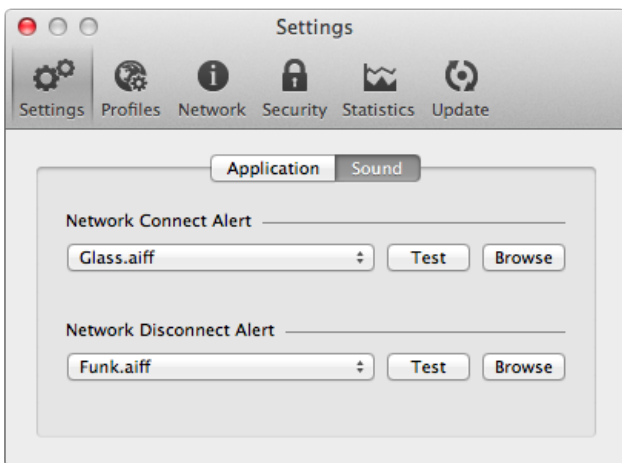 Settings
Settings Profiles Network Security Statistics Update
Application Sound
Network Connect Alert
Glass.aiff Test Browse
Network Disconnect Alert
Funk.aiff Test Browse